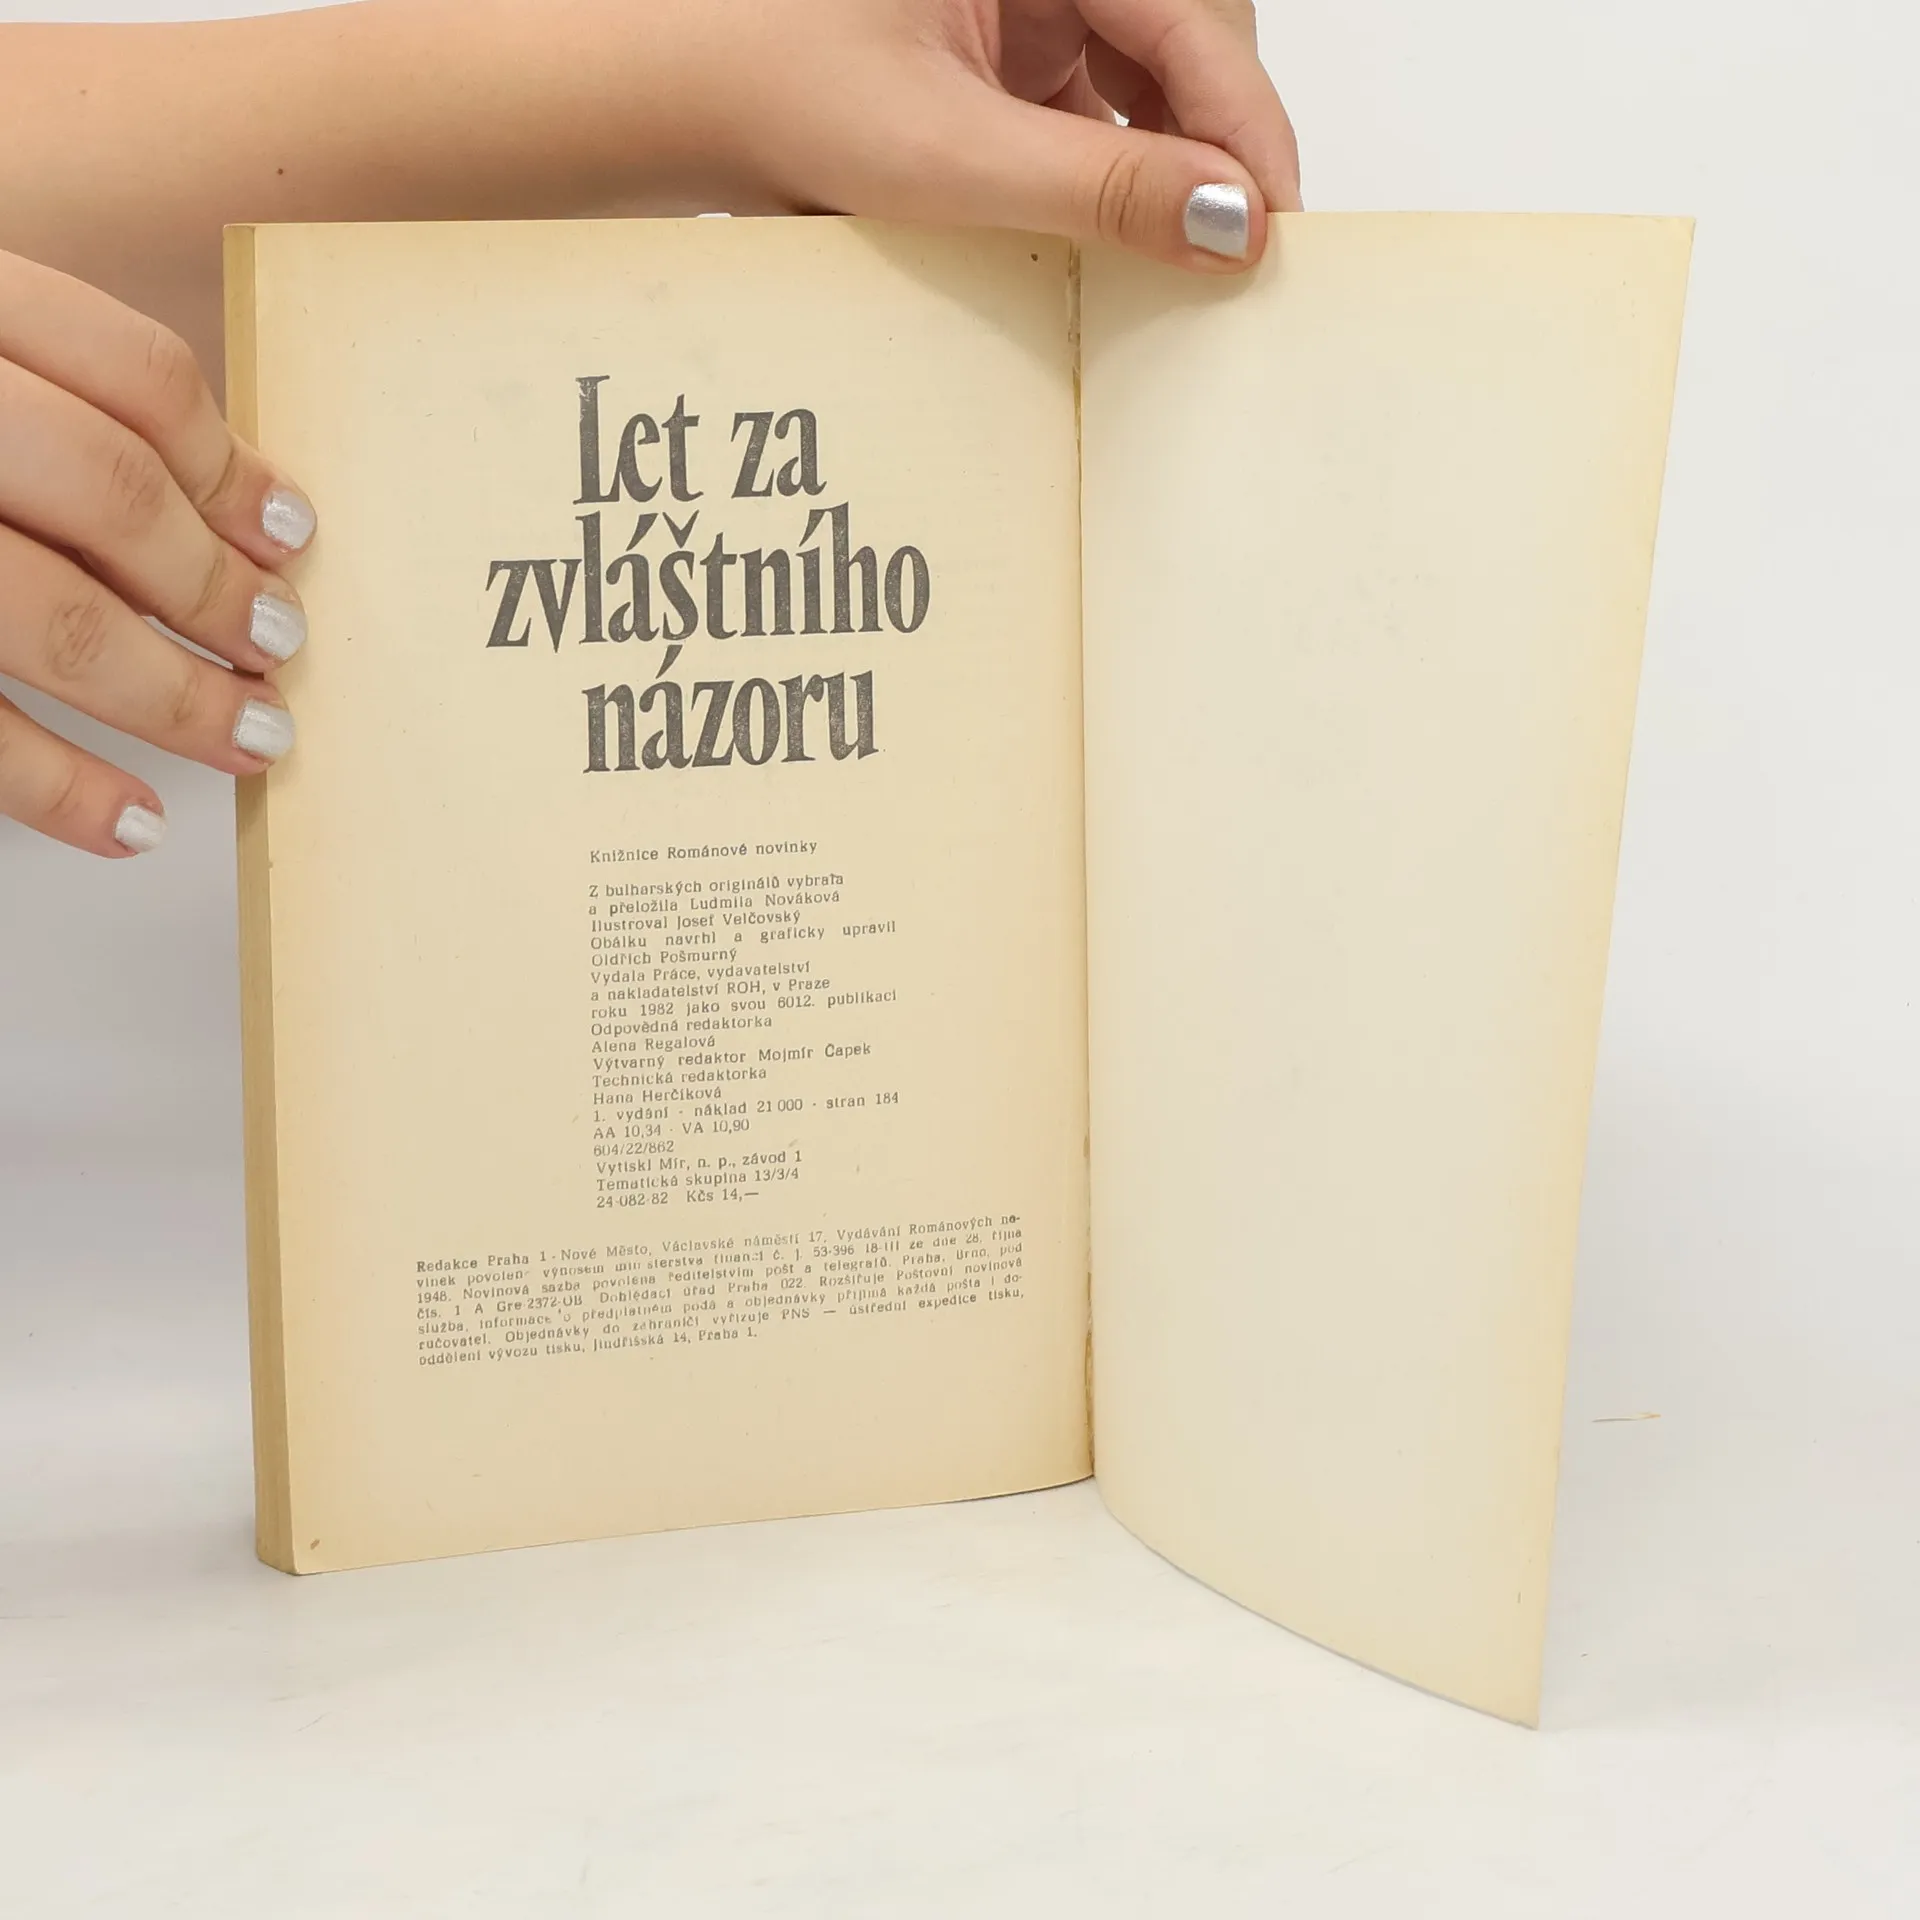 Let za
zvláštního
názoru
Knižnice Románové novinky
Z bulharských originálů vybrala
a přeložila Ludmila Nováková
Ilustroval Josef Velčovský
Obálku navrhl a graficky upravil
Oldřich Pošmurný
Vydala Práce, vydavatelství
a nakladatelství ROH, v Praze
roku 1982 jako svou 6012. publikaci
Odpovědná redaktorka
Alena Regalová
Výtvarný redaktor Mojmír Čapek
Technická redaktorka
Hana Herčíková
1. vydání - náklad 21 000 - stran 184
AA 10,34 - VA 10,90
604/22/862
Vytiskl Mír, n. p., závod 1
Tematická skupina 13/3/4
24-082-82 Kčs 14,—
Redakce Praha 1 - Nové Město, Václavské náměstí 17. Vydávání Románových no-
vinek povoleno výnosem ministerstva financí č. j. 53-396 18-III ze dne 28. října
1948. Novinová sazba povolena ředitelstvím pošt a telegrafů. Praha, Brno, pod
čís. 1 A Gre-2372-OB Dohlédací úřad Praha 022. Rozšiřuje Poštovní novinová
služba, informace o předplatném podá a objednávky přijímá každá pošta i do-
ručovatel. Objednávky do zahraničí vyřizuje PNS — ústřední expedice tisku,
oddělení vývozu tisku, Jindřišská 14, Praha 1.